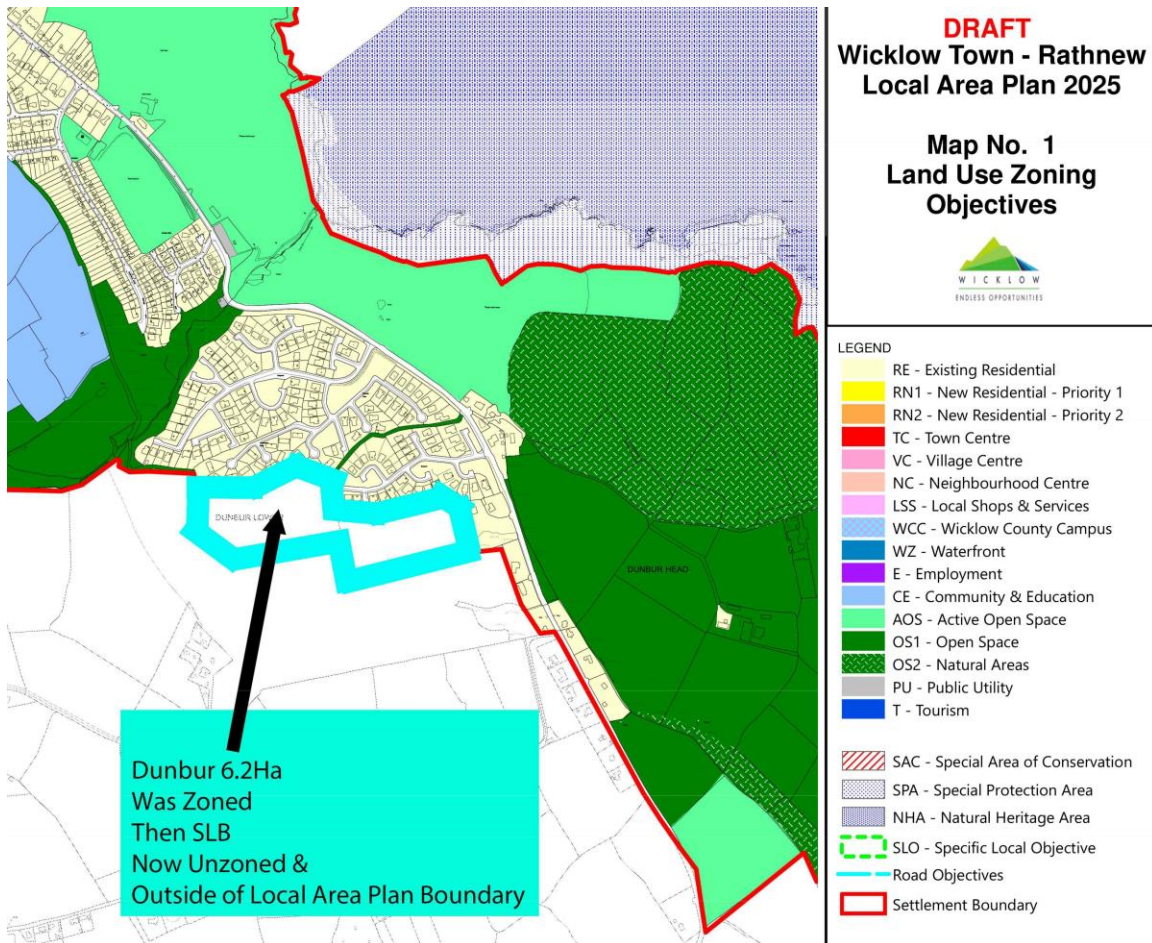 DUNBUR HEAD
Dunbur 6.2Ha
Was Zoned
Then SLB
Now Unzoned &
Outside of Local Area Plan Boundary
DRAFT
Wicklow Town - Rathnew
Local Area Plan 2025
Map No. 1
Land Use Zoning
Objectives
WICKLOW
ENDLESS OPPORTUNITIES
LEGEND
RE - Existing Residential
RN1 - New Residential - Priority 1
RN2 - New Residential - Priority 2
TC - Town Centre
VC - Village Centre
NC - Neighbourhood Centre
LSS - Local Shops & Services
WCC - Wicklow County Campus
WZ - Waterfront
E - Employment
CE - Community & Education
AOS - Active Open Space
OS1 - Open Space
OS2 - Natural Areas
PU - Public Utility
T - Tourism
SAC - Special Area of Conservation
SPA - Special Protection Area
NHA - Natural Heritage Area
SLO - Specific Local Objective
Road Objectives
Settlement Boundary